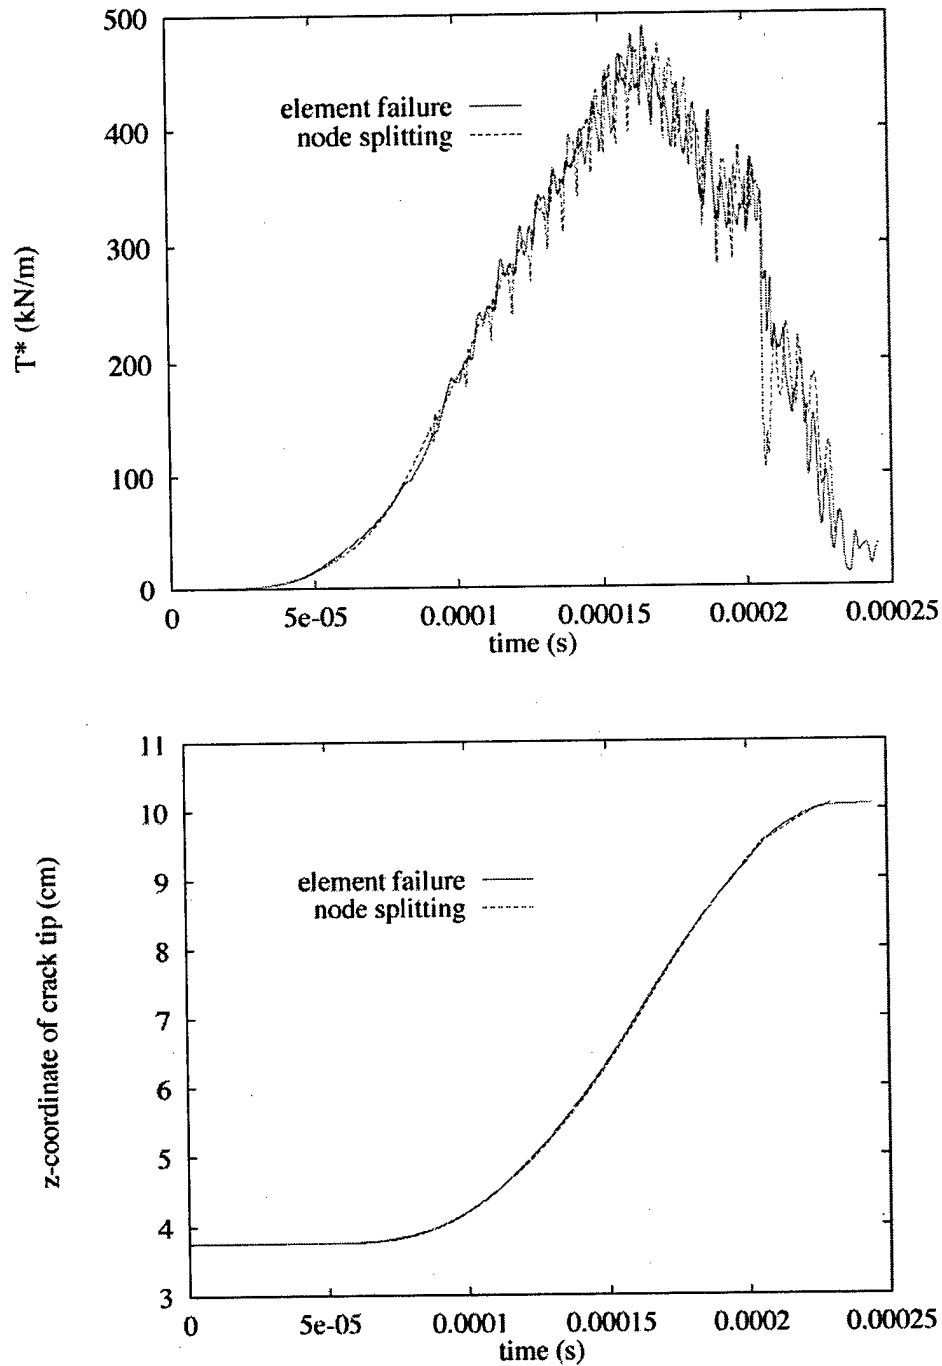 500
400
300
200
100
0
T* (kN/m)
element failure
node splitting
0 5e-05 0.0001 0.00015 0.0002 0.00025
time (s)
11
10
9
8
7
6
5
4
3
z-coordinate of crack tip (cm)
element failure
node splitting
0 5e-05 0.0001 0.00015 0.0002 0.00025
time (s)